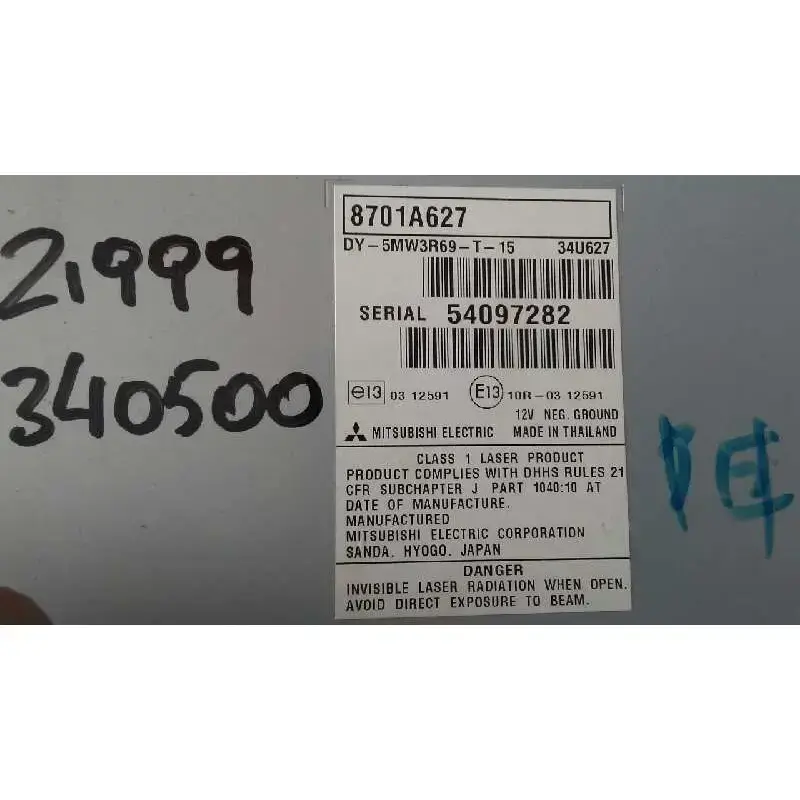 21999
340500
8701A627
DY-5MW3R69-T-15 34U627
SERIAL 54097282
e13 03 12591 E13 10R-03 12591
12V NEG. GROUND
MITSUBISHI ELECTRIC MADE IN THAILAND
CLASS 1 LASER PRODUCT
PRODUCT COMPLIES WITH DHHS RULES 21
CFR SUBCHAPTER J PART 1040:10 AT
DATE OF MANUFACTURE.
MANUFACTURED
MITSUBISHI ELECTRIC CORPORATION
SANDA. HYOGO. JAPAN
DANGER
INVISIBLE LASER RADIATION WHEN OPEN.
AVOID DIRECT EXPOSURE TO BEAM.